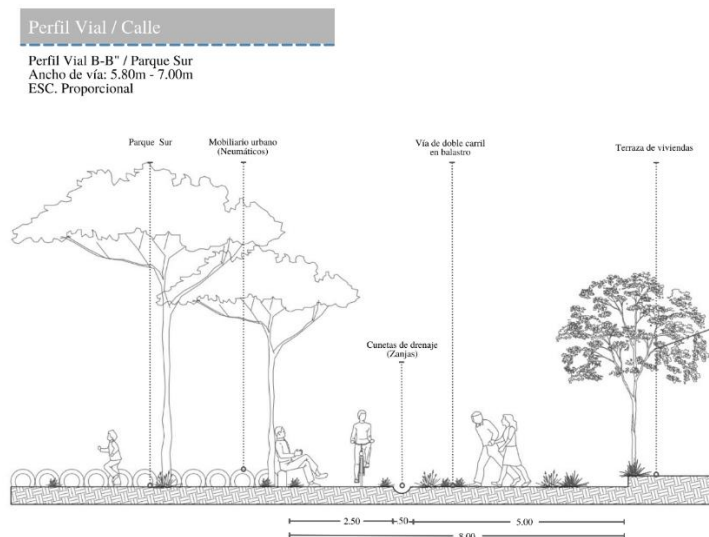 Perfil Vial / Calle
Perfil Vial B-B" / Parque Sur
Ancho de vía: 5.80m - 7.00m
ESC. Proporcional
Parque Sur
Mobiliario urbano
(Neumáticos)
Vía de doble carril
en balastro
Terraza de viviendas
Cunetas de drenaje
(Zanjas)
2.50
.50
5.00
8.00